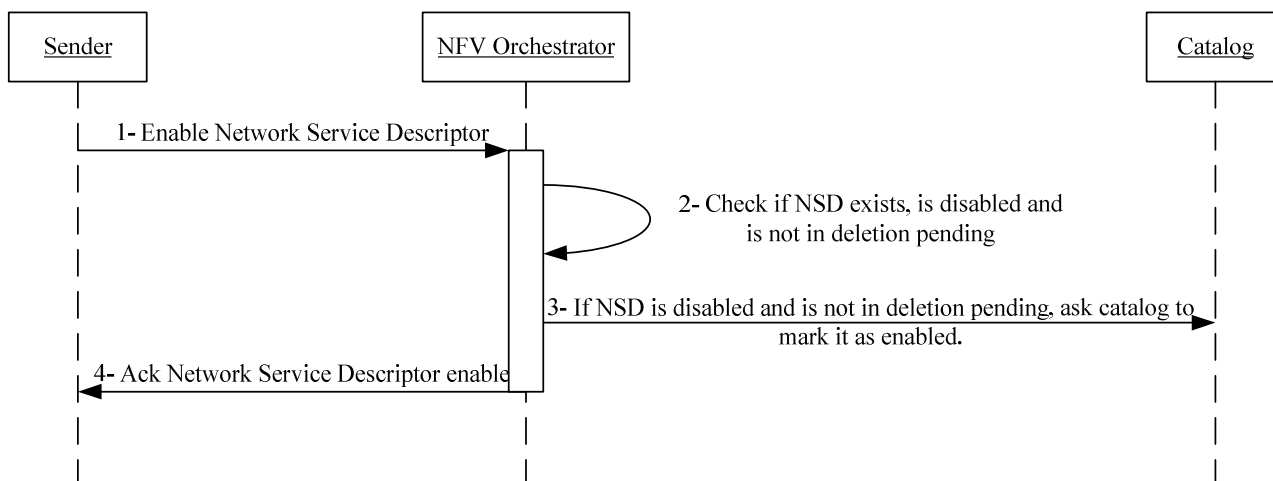 Sender
NFV Orchestrator
Catalog
1- Enable Network Service Descriptor
2- Check if NSD exists, is disabled and
is not in deletion pending
3- If NSD is disabled and is not in deletion pending, ask catalog to
mark it as enabled.
4- Ack Network Service Descriptor enable